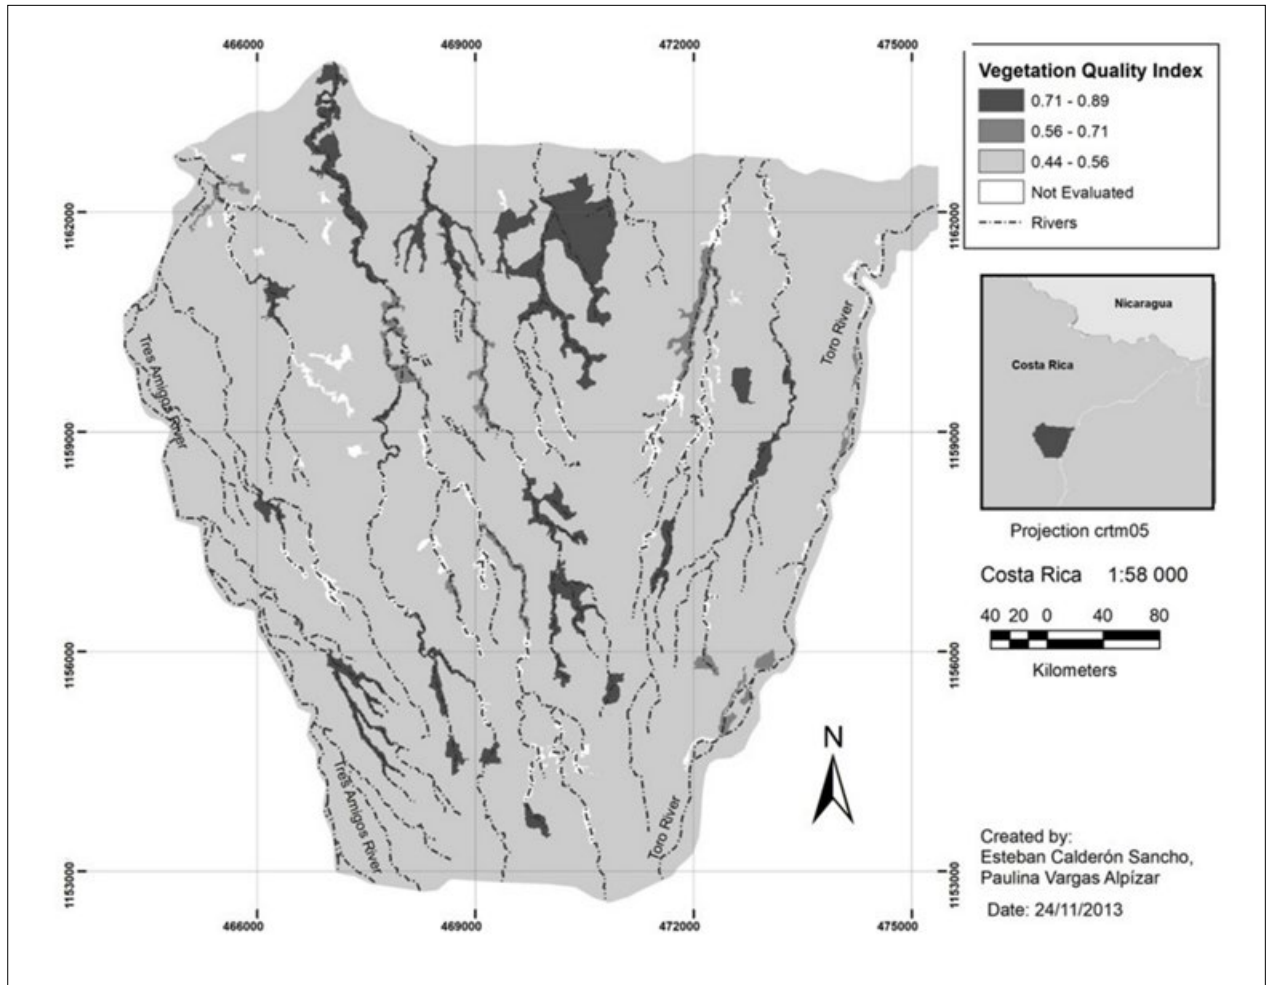 466000 469000 472000 475000
Vegetation Quality Index
0.71 - 0.89
0.56 - 0.71
0.44 - 0.56
Not Evaluated
Rivers
1162000 1162000
Nicaragua
Costa Rica
Toro River
Tres Amigos River
1159000 1159000
Projection crtm05
Costa Rica 1:58 000
40 20 0 40 80
Kilometers
1156000 1156000
N
Tres Amigos River
Toro River
Created by:
Esteban Calderón Sancho,
Paulina Vargas Alpízar
Date: 24/11/2013
1153000 1153000
466000 469000 472000 475000